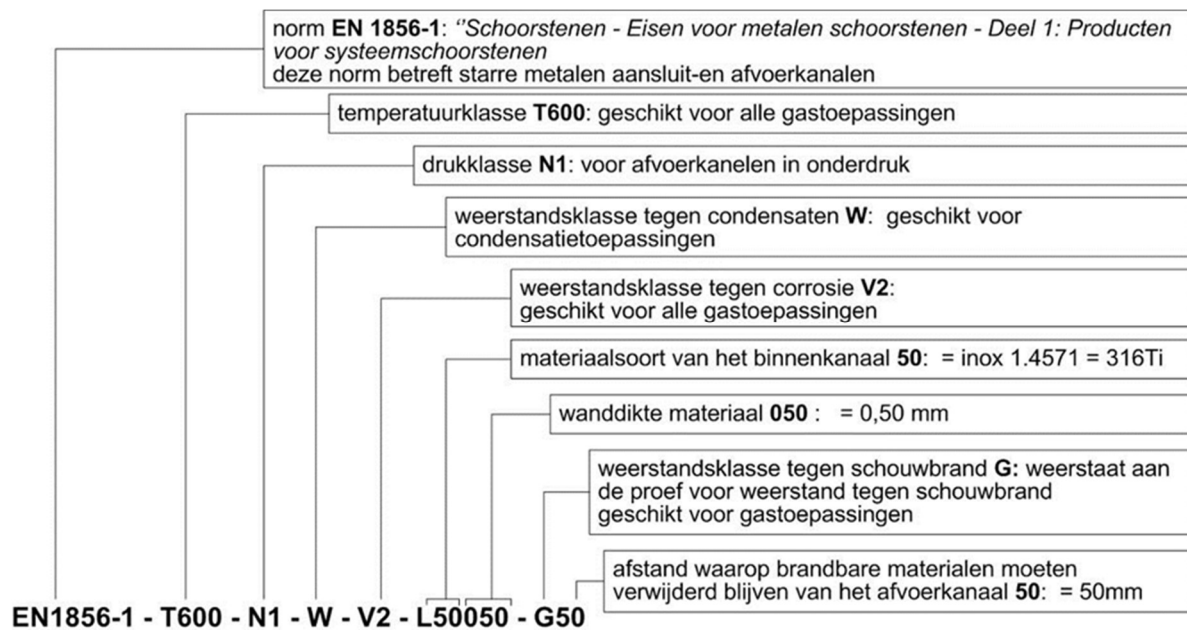 norm EN 1856-1: ‘’Schoorstenen - Eisen voor metalen schoorstenen - Deel 1: Producten
voor systeemschoorstenen
deze norm betreft starre metalen aansluit-en afvoerkanalen
temperatuurklasse T600: geschikt voor alle gastoepassingen
drukklasse N1: voor afvoerkanelen in onderdruk
weerstandsklasse tegen condensaten W: geschikt voor
condensatietoepassingen
weerstandsklasse tegen corrosie V2:
geschikt voor alle gastoepassingen
materiaalsoort van het binnenkanaal 50: = inox 1.4571 = 316Ti
wanddikte materiaal 050 : = 0,50 mm
weerstandsklasse tegen schouwbrand G: weerstaat aan
de proef voor weerstand tegen schouwbrand
geschikt voor gastoepassingen
afstand waarop brandbare materialen moeten
verwijderd blijven van het afvoerkanaal 50: = 50mm
EN1856-1 - T600 - N1 - W - V2 - L50050 - G50